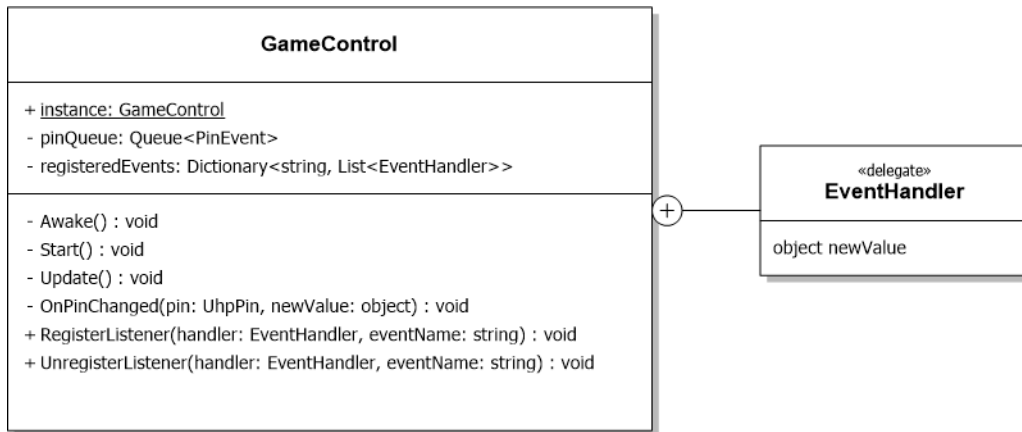 GameControl
+ instance: GameControl
- pinQueue: Queue<PinEvent>
- registeredEvents: Dictionary<string, List<EventHandler>>
- Awake() : void
- Start() : void
- Update() : void
- OnPinChanged(pin: UhpPin, newValue: object) : void
+ RegisterListener(handler: EventHandler, eventName: string) : void
+ UnregisterListener(handler: EventHandler, eventName: string) : void
«delegate»
EventHandler
object newValue